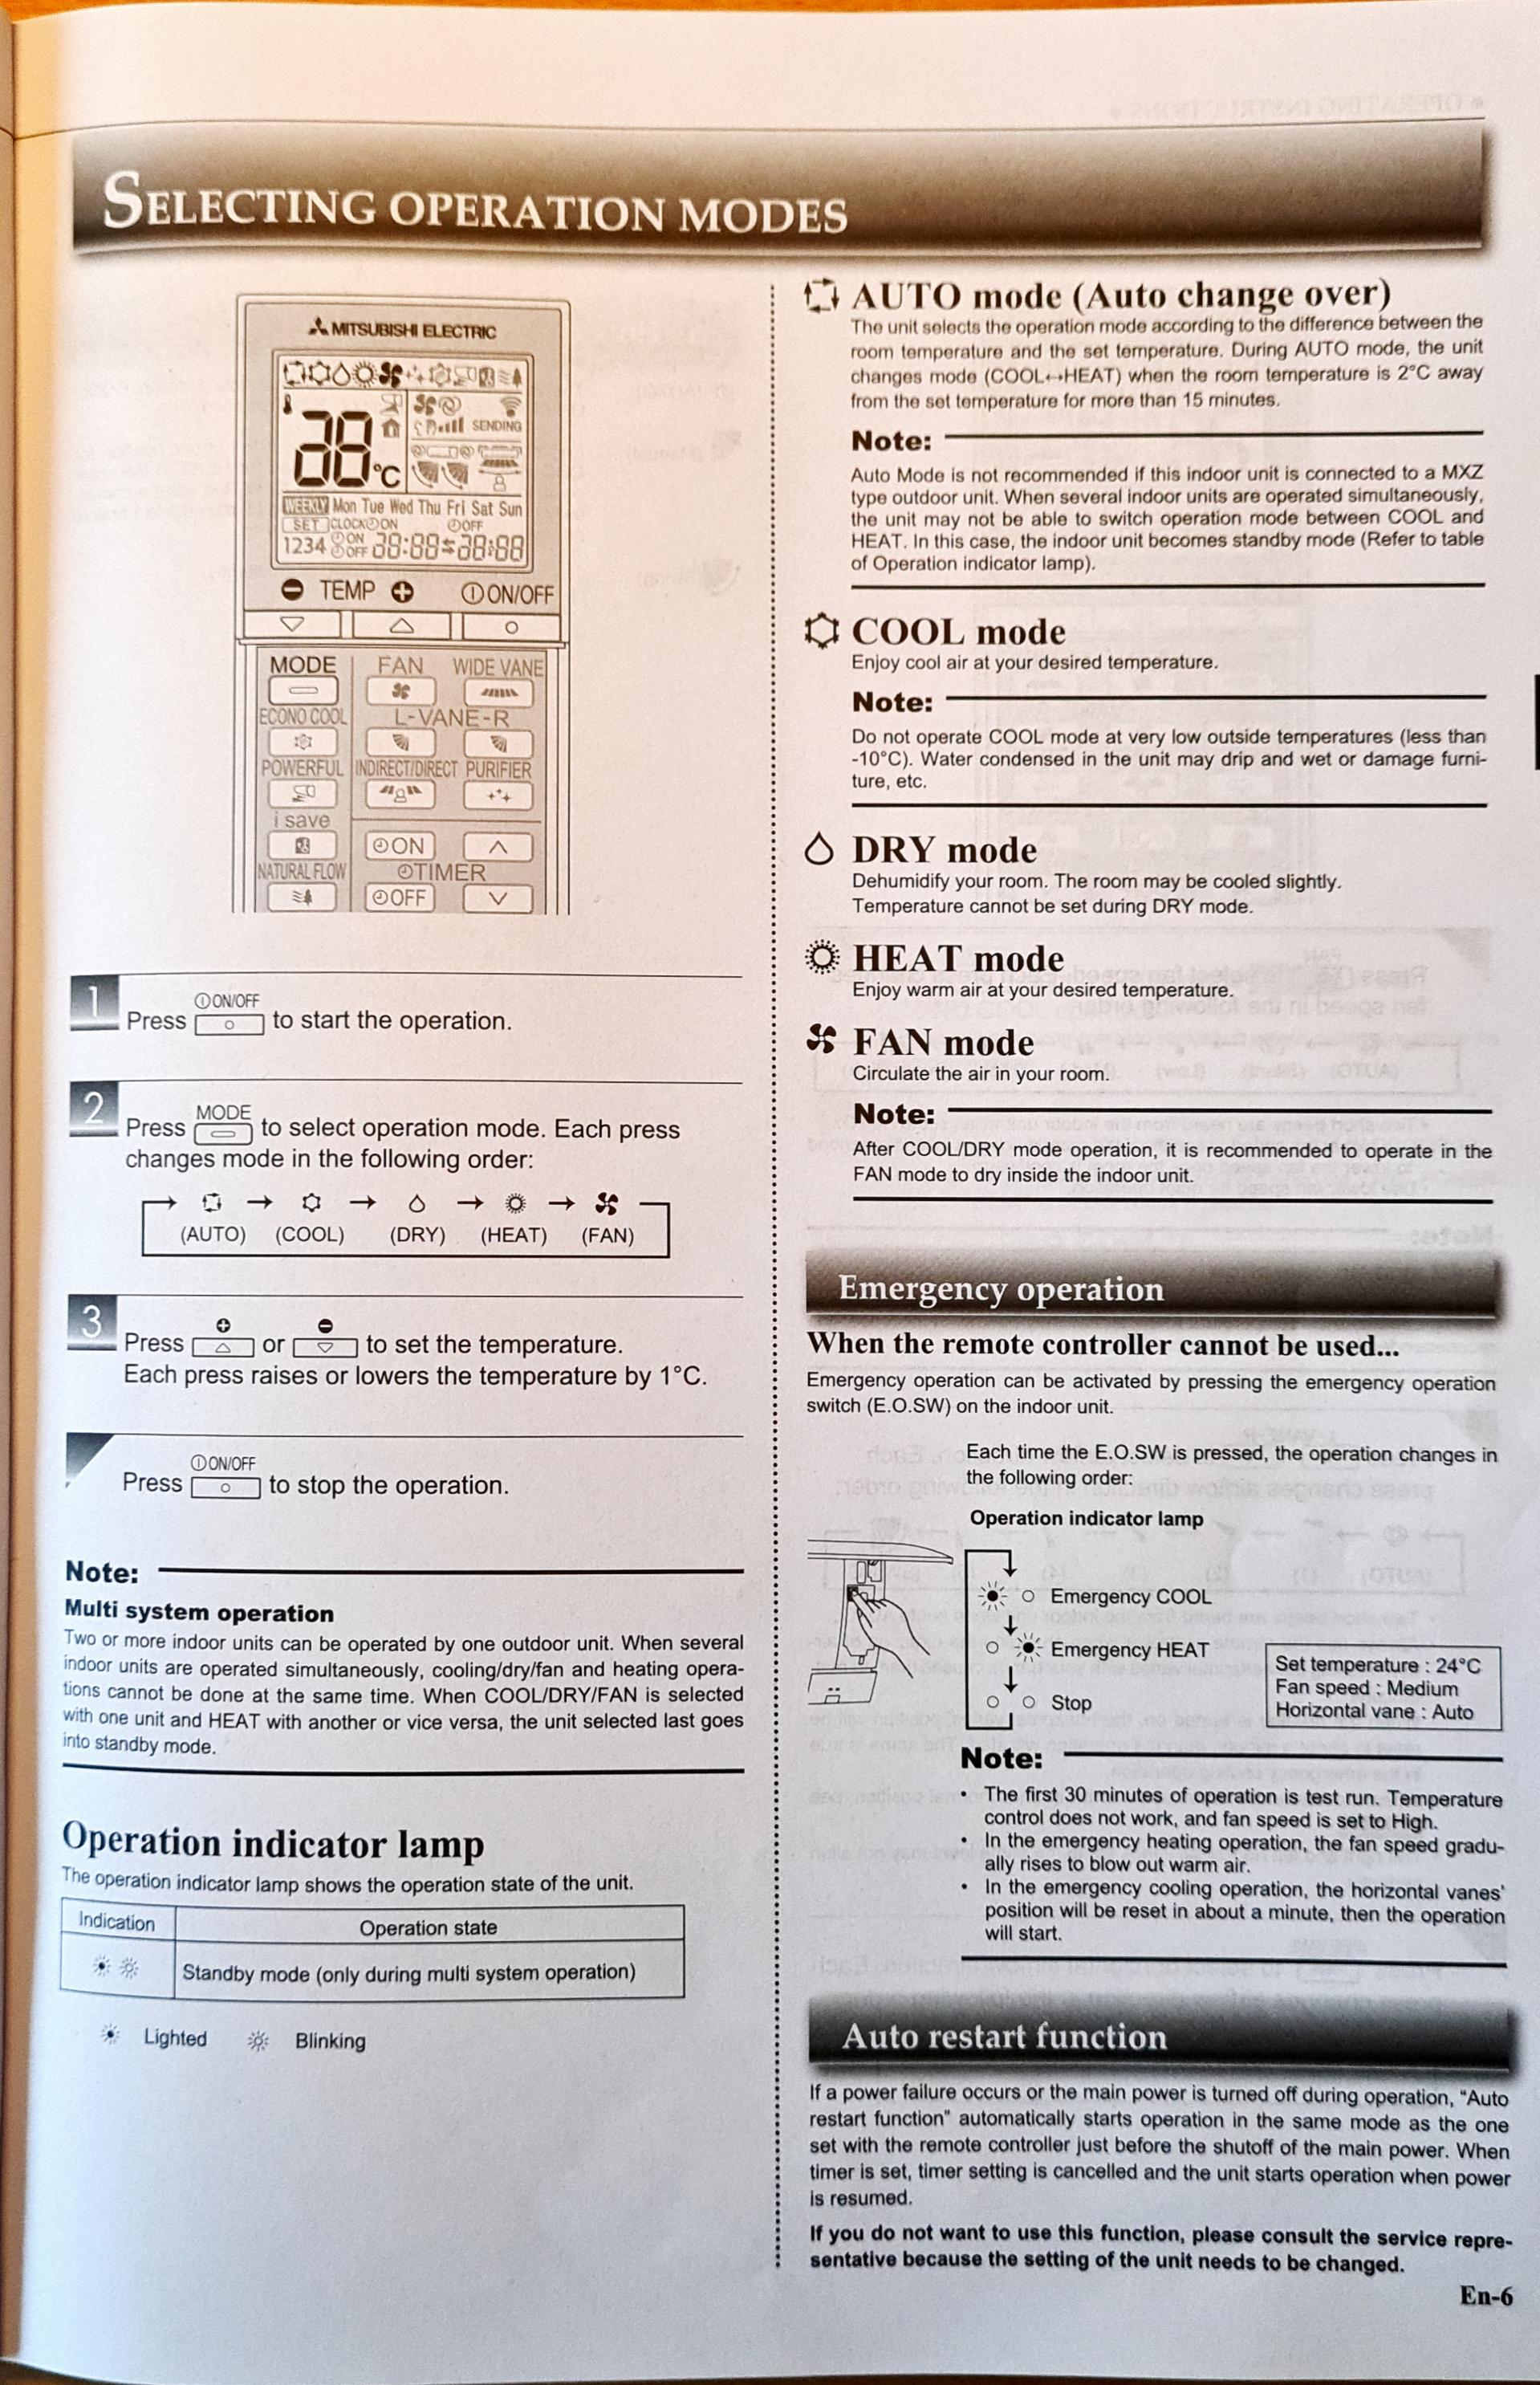 SELECTING OPERATION MODES
MITSUBISHI ELECTRIC
SENDING
88°C
WEEKLY Mon Tue Wed Thu Fri Sat Sun
SET CLOCK ON OFF
1234 ON OFF 88:88 88:88
TEMP ON/OFF
MODE FAN WIDE VANE
ECONO COOL L-VANE-R
POWERFUL INDIRECT/DIRECT PURIFIER
i save
ON
NATURAL FLOW TIMER
OFF
1
ON/OFF
Press to start the operation.
2
MODE
Press to select operation mode. Each press
changes mode in the following order:
(AUTO) (COOL) (DRY) (HEAT) (FAN)
3
Press or to set the temperature.
Each press raises or lowers the temperature by 1°C.
ON/OFF
Press to stop the operation.
Note:
Multi system operation
Two or more indoor units can be operated by one outdoor unit. When several
indoor units are operated simultaneously, cooling/dry/fan and heating opera-
tions cannot be done at the same time. When COOL/DRY/FAN is selected
with one unit and HEAT with another or vice versa, the unit selected last goes
into standby mode.
Operation indicator lamp
The operation indicator lamp shows the operation state of the unit.
Indication Operation state
Standby mode (only during multi system operation)
Lighted Blinking
AUTO mode (Auto change over)
The unit selects the operation mode according to the difference between the
room temperature and the set temperature. During AUTO mode, the unit
changes mode (COOL↔HEAT) when the room temperature is 2°C away
from the set temperature for more than 15 minutes.
Note:
Auto Mode is not recommended if this indoor unit is connected to a MXZ
type outdoor unit. When several indoor units are operated simultaneously,
the unit may not be able to switch operation mode between COOL and
HEAT. In this case, the indoor unit becomes standby mode (Refer to table
of Operation indicator lamp).
COOL mode
Enjoy cool air at your desired temperature.
Note:
Do not operate COOL mode at very low outside temperatures (less than
-10°C). Water condensed in the unit may drip and wet or damage furni-
ture, etc.
DRY mode
Dehumidify your room. The room may be cooled slightly.
Temperature cannot be set during DRY mode.
HEAT mode
Enjoy warm air at your desired temperature.
FAN mode
Circulate the air in your room.
Note:
After COOL/DRY mode operation, it is recommended to operate in the
FAN mode to dry inside the indoor unit.
Emergency operation
When the remote controller cannot be used...
Emergency operation can be activated by pressing the emergency operation
switch (E.O.SW) on the indoor unit.
Each time the E.O.SW is pressed, the operation changes in
the following order:
Operation indicator lamp
Emergency COOL
Emergency HEAT
Stop
Set temperature : 24°C
Fan speed : Medium
Horizontal vane : Auto
Note:
• The first 30 minutes of operation is test run. Temperature
control does not work, and fan speed is set to High.
• In the emergency heating operation, the fan speed gradu-
ally rises to blow out warm air.
• In the emergency cooling operation, the horizontal vanes'
position will be reset in about a minute, then the operation
will start.
Auto restart function
If a power failure occurs or the main power is turned off during operation, “Auto
restart function” automatically starts operation in the same mode as the one
set with the remote controller just before the shutoff of the main power. When
timer is set, timer setting is cancelled and the unit starts operation when power
is resumed.
If you do not want to use this function, please consult the service repre-
sentative because the setting of the unit needs to be changed.
En-6